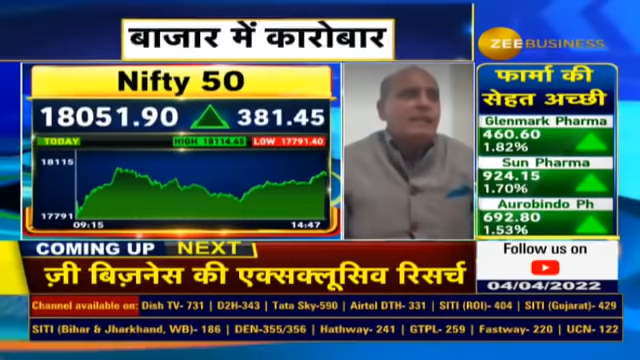 बाजार में कारोबार
ZEE BUSINESS
Nifty 50
18051.90 381.45
TODAY HIGH 18114.65 LOW 17791.40
18115
17791
09:15 14:47
फार्मा की
सेहत अच्छी
Glenmark Pharma
460.60
1.82%
Sun Pharma
924.15
1.70%
Aurobindo Ph
692.80
1.53%
COMING UP NEXT
ज़ी बिज़नेस की एक्सक्लूसिव रिसर्च
Follow us on
04/04/2022
Channel available on: Dish TV- 731 | D2H-343 | Tata Sky-590 | Airtel DTH- 331 | SITI (ROI)- 404 | SITI (Gujarat)- 429
SITI (Bihar & Jharkhand, WB)- 186 | DEN-355/356 | Hathway- 241 | GTPL- 259 | Fastway- 220 | UCN- 122